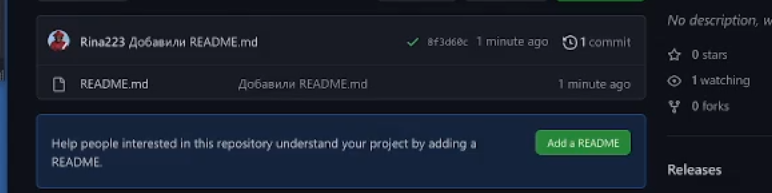 Rina223 Добавили README.md 8f3d60c 1 minute ago 1 commit
README.md Добавили README.md 1 minute ago
Help people interested in this repository understand your project by adding a
README.
Add a README
No description, w
0 stars
1 watching
0 forks
Releases